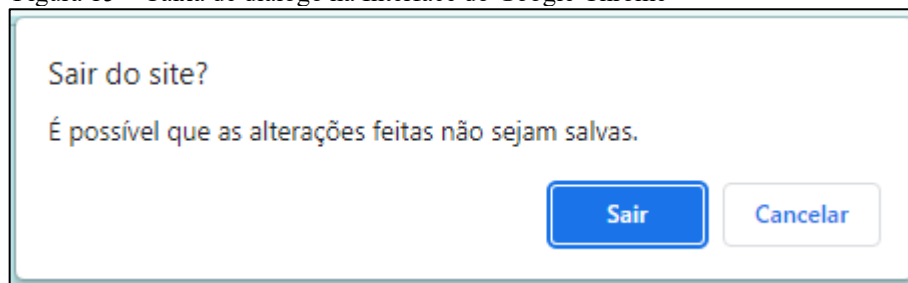 Sair do site?
É possível que as alterações feitas não sejam salvas.
Sair
Cancelar